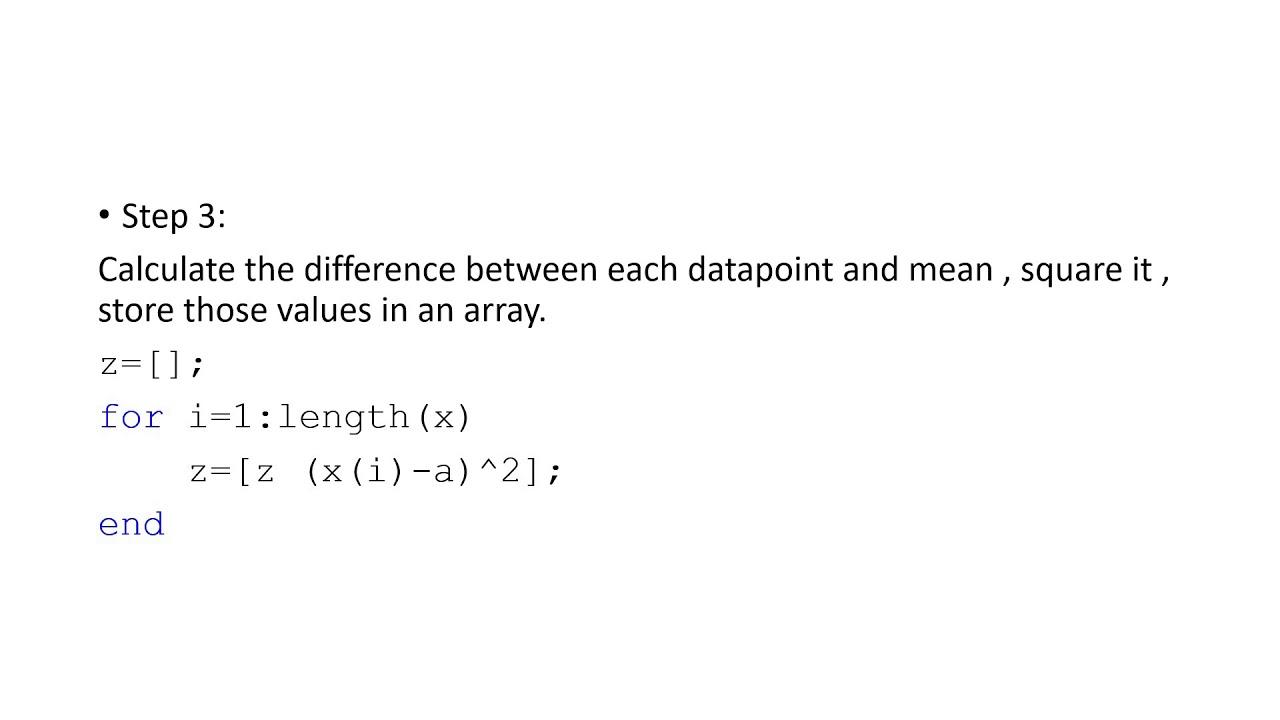 • Step 3:
Calculate the difference between each datapoint and mean , square it ,
store those values in an array.
z=[];
for i=1:length(x)
    z=[z (x(i)-a)^2];
end